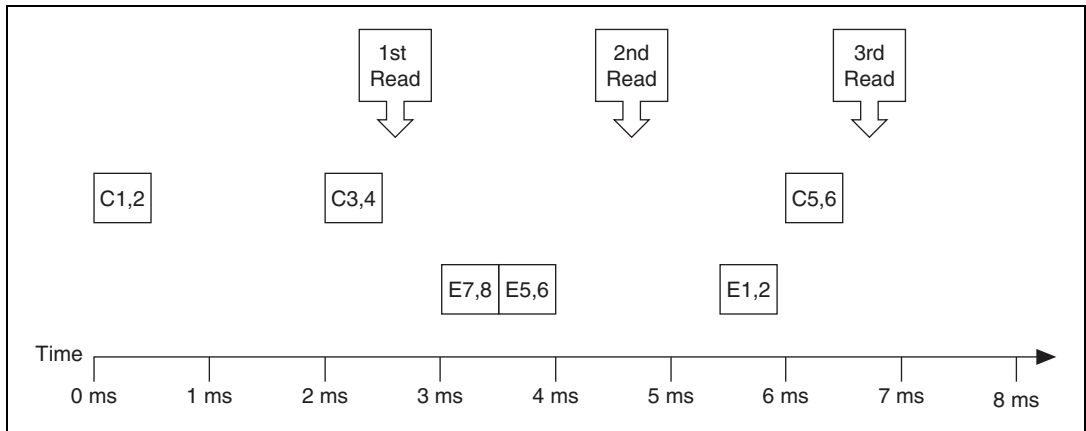 1st
Read
2nd
Read
3rd
Read
C1,2
C3,4
C5,6
E7,8
E5,6
E1,2
Time
0 ms
1 ms
2 ms
3 ms
4 ms
5 ms
6 ms
7 ms
8 ms